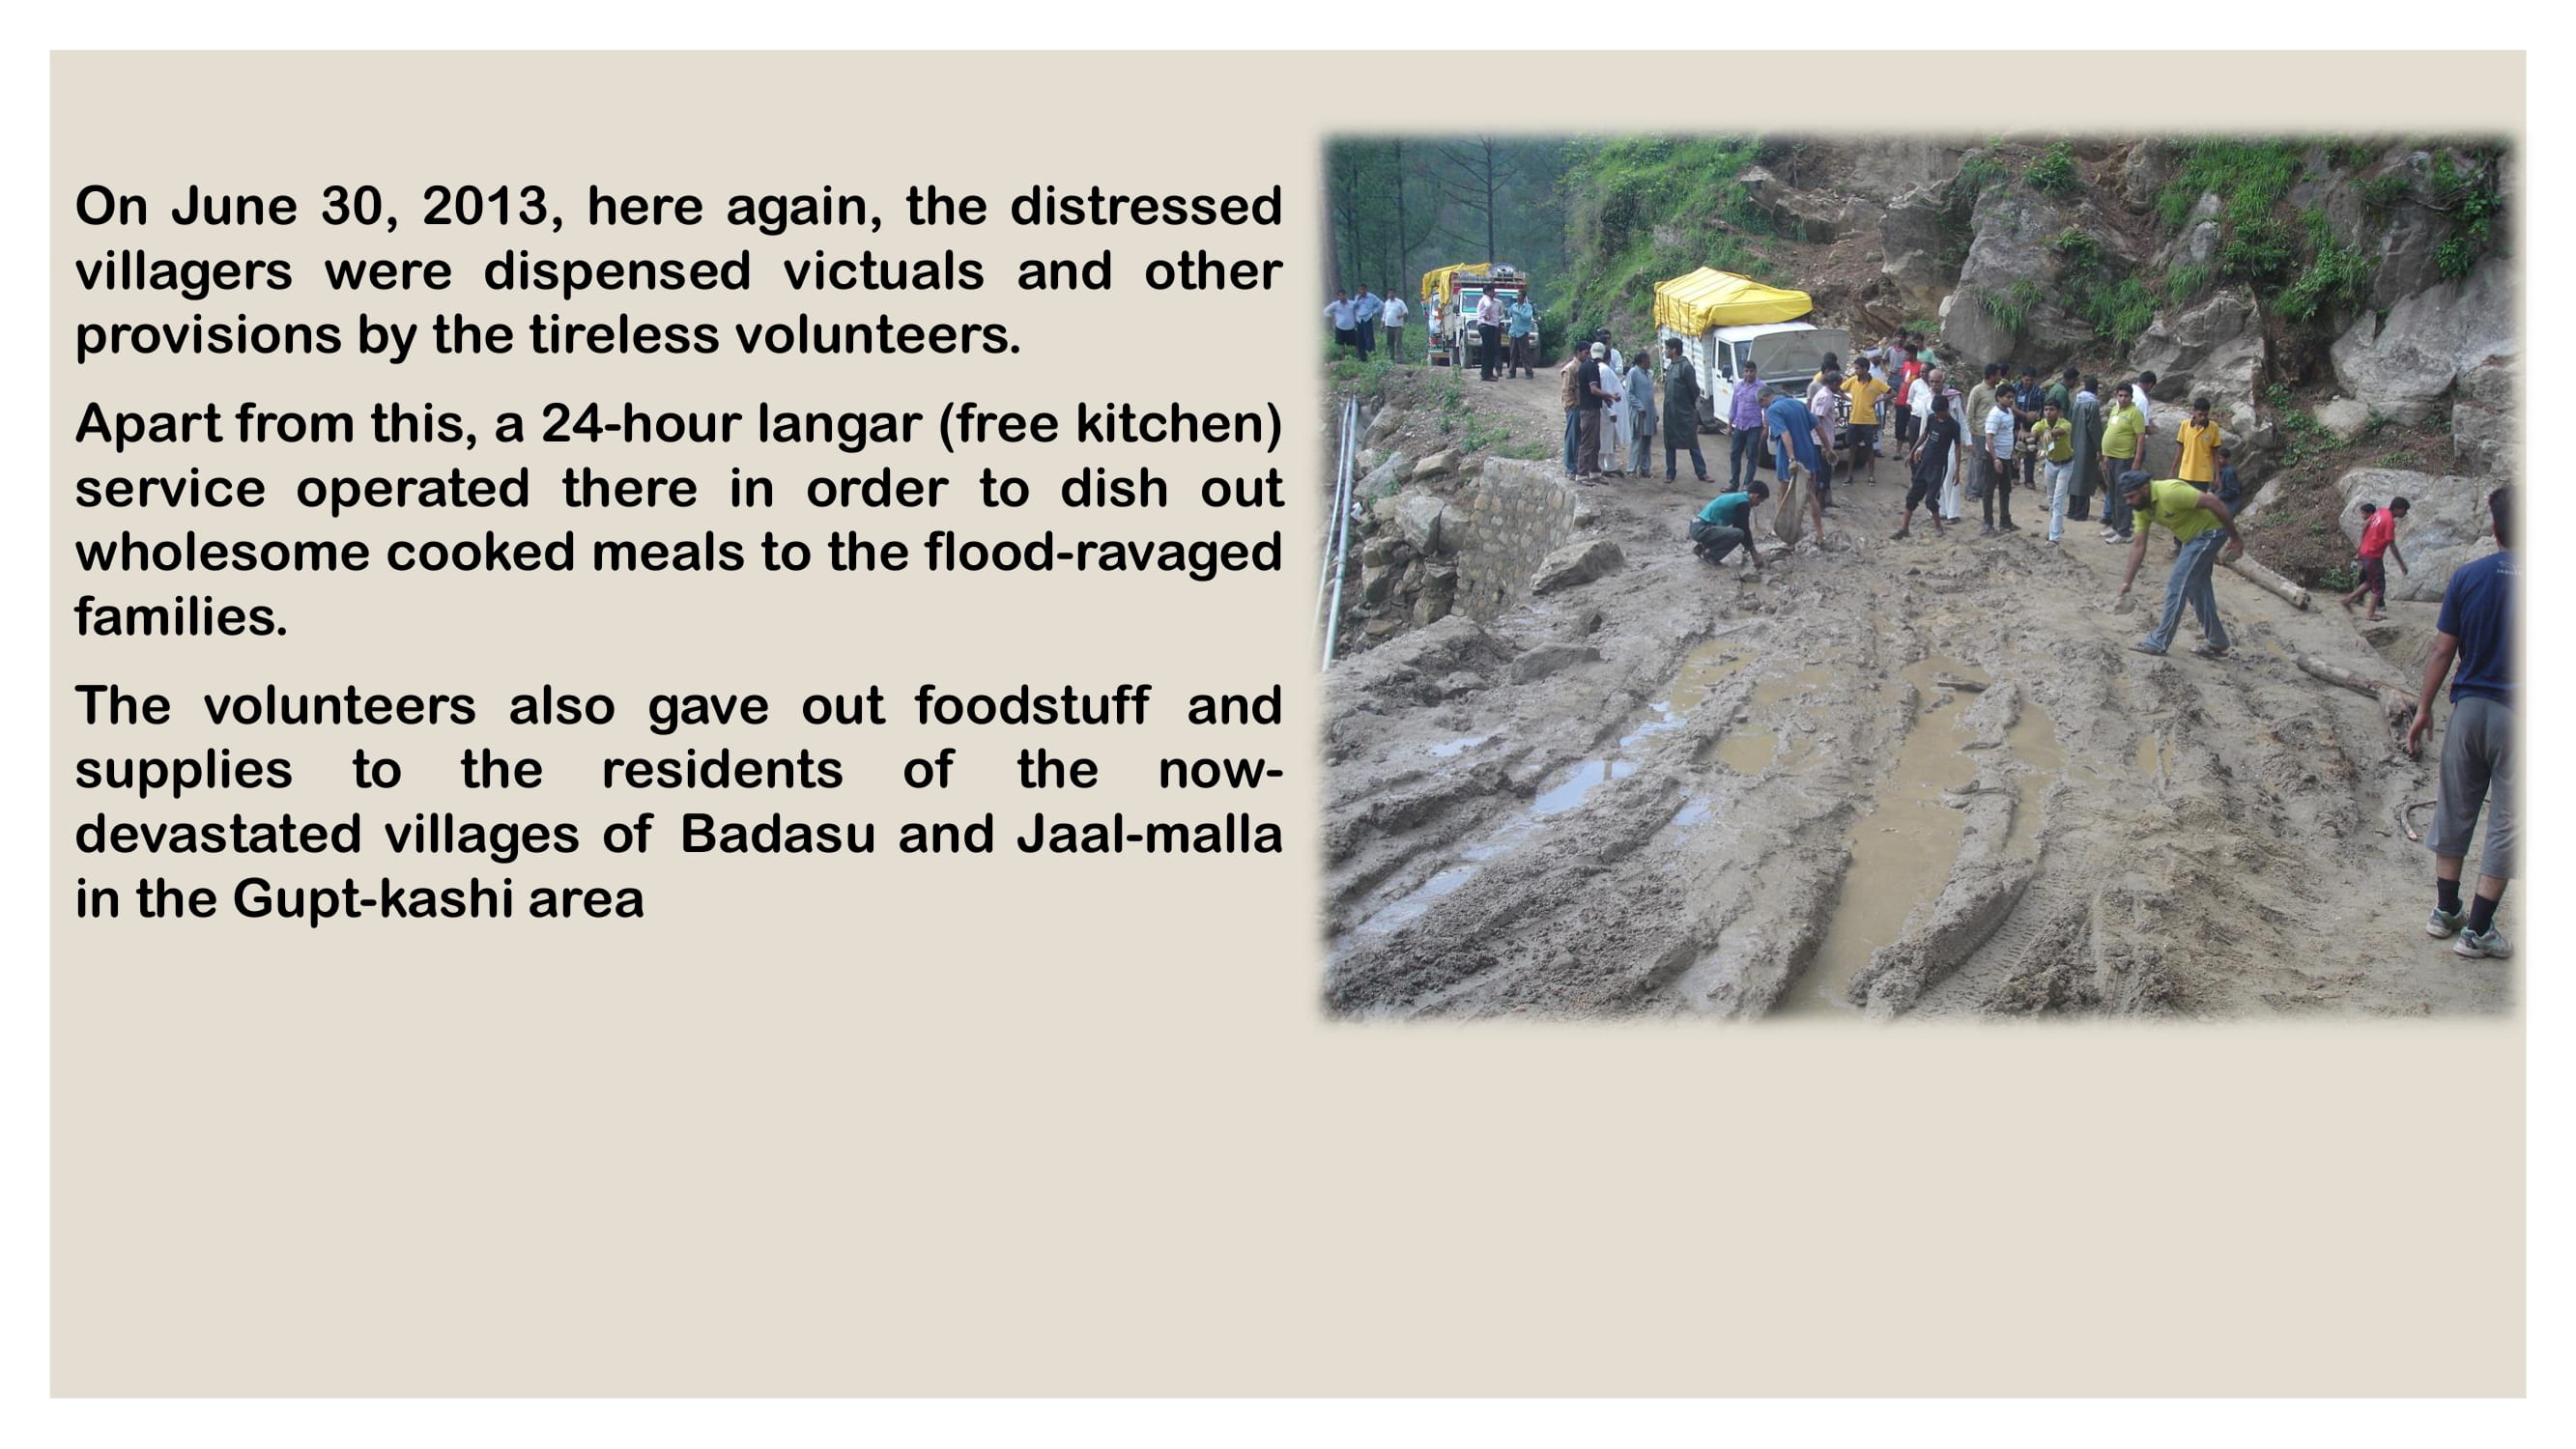 On June 30, 2013, here again, the distressed
villagers were dispensed victuals and other
provisions by the tireless volunteers.
Apart from this, a 24-hour langar (free kitchen)
service operated there in order to dish out
wholesome cooked meals to the flood-ravaged
families.
The volunteers also gave out foodstuff and
supplies to the residents of the now-
devastated villages of Badasu and Jaal-malla
in the Gupt-kashi area